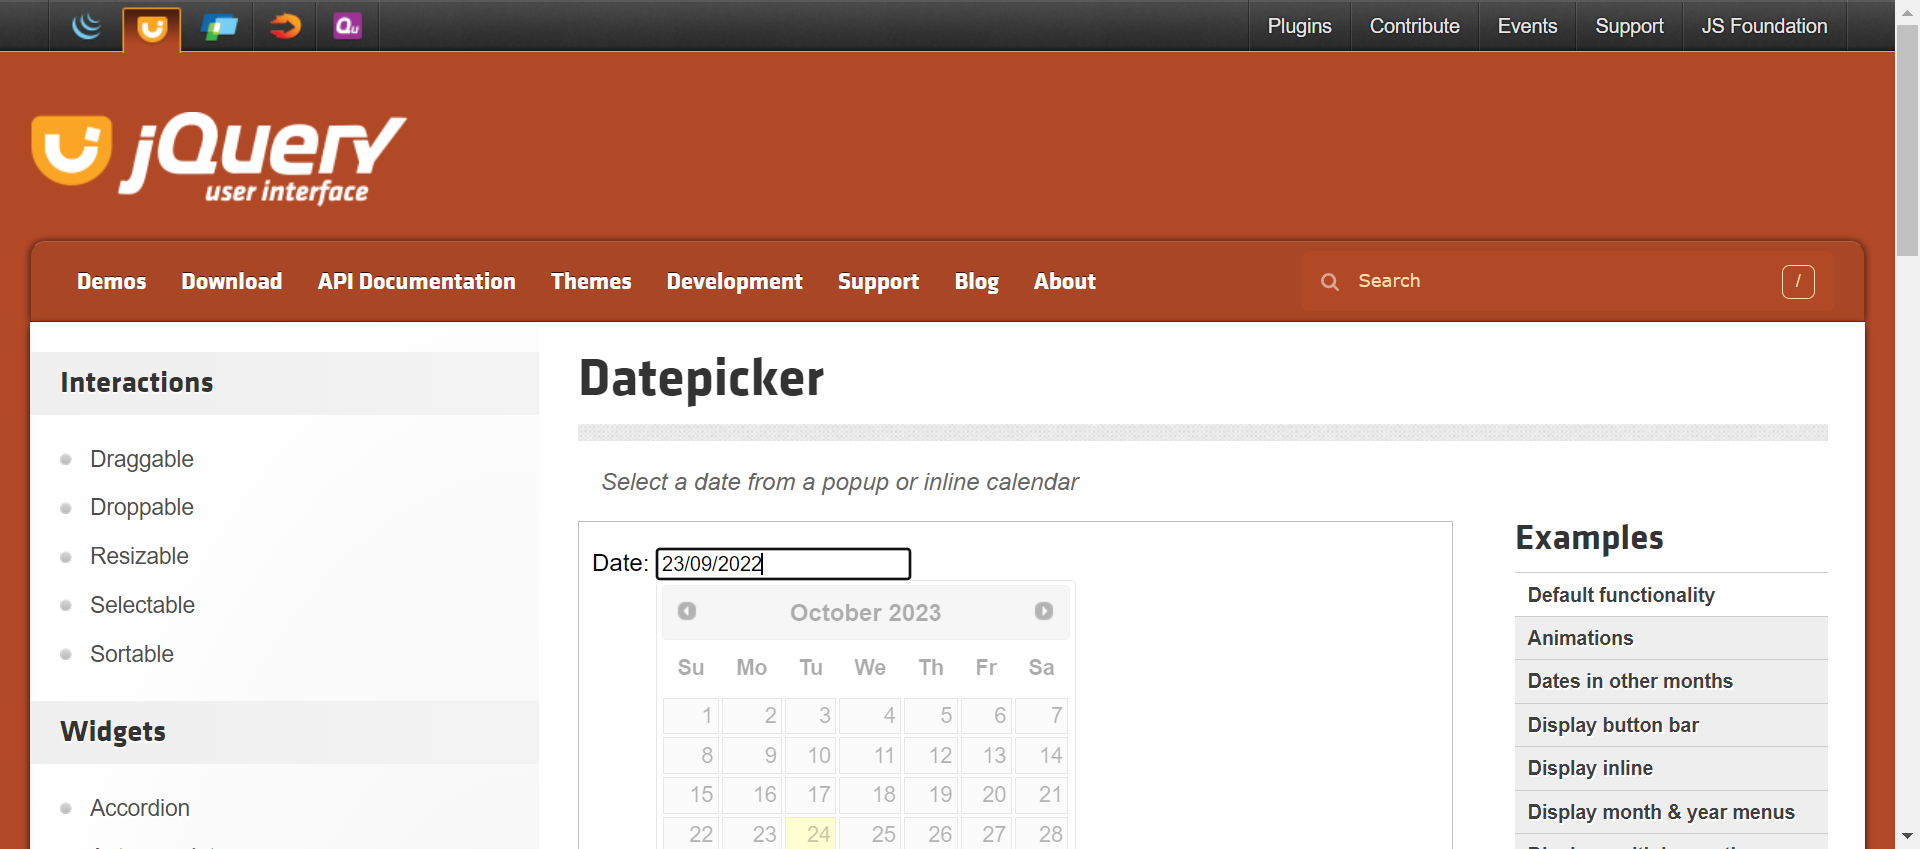 Plugins Contribute Events Support JS Foundation
jQuery
user interface
Demos Download API Documentation Themes Development Support Blog About Search /
Interactions
Draggable
Droppable
Resizable
Selectable
Sortable
Widgets
Accordion
Datepicker
Select a date from a popup or inline calendar
Date: 23/09/2022
October 2023
Su Mo Tu We Th Fr Sa
1 2 3 4 5 6 7
8 9 10 11 12 13 14
15 16 17 18 19 20 21
22 23 24 25 26 27 28
Examples
Default functionality
Animations
Dates in other months
Display button bar
Display inline
Display month & year menus